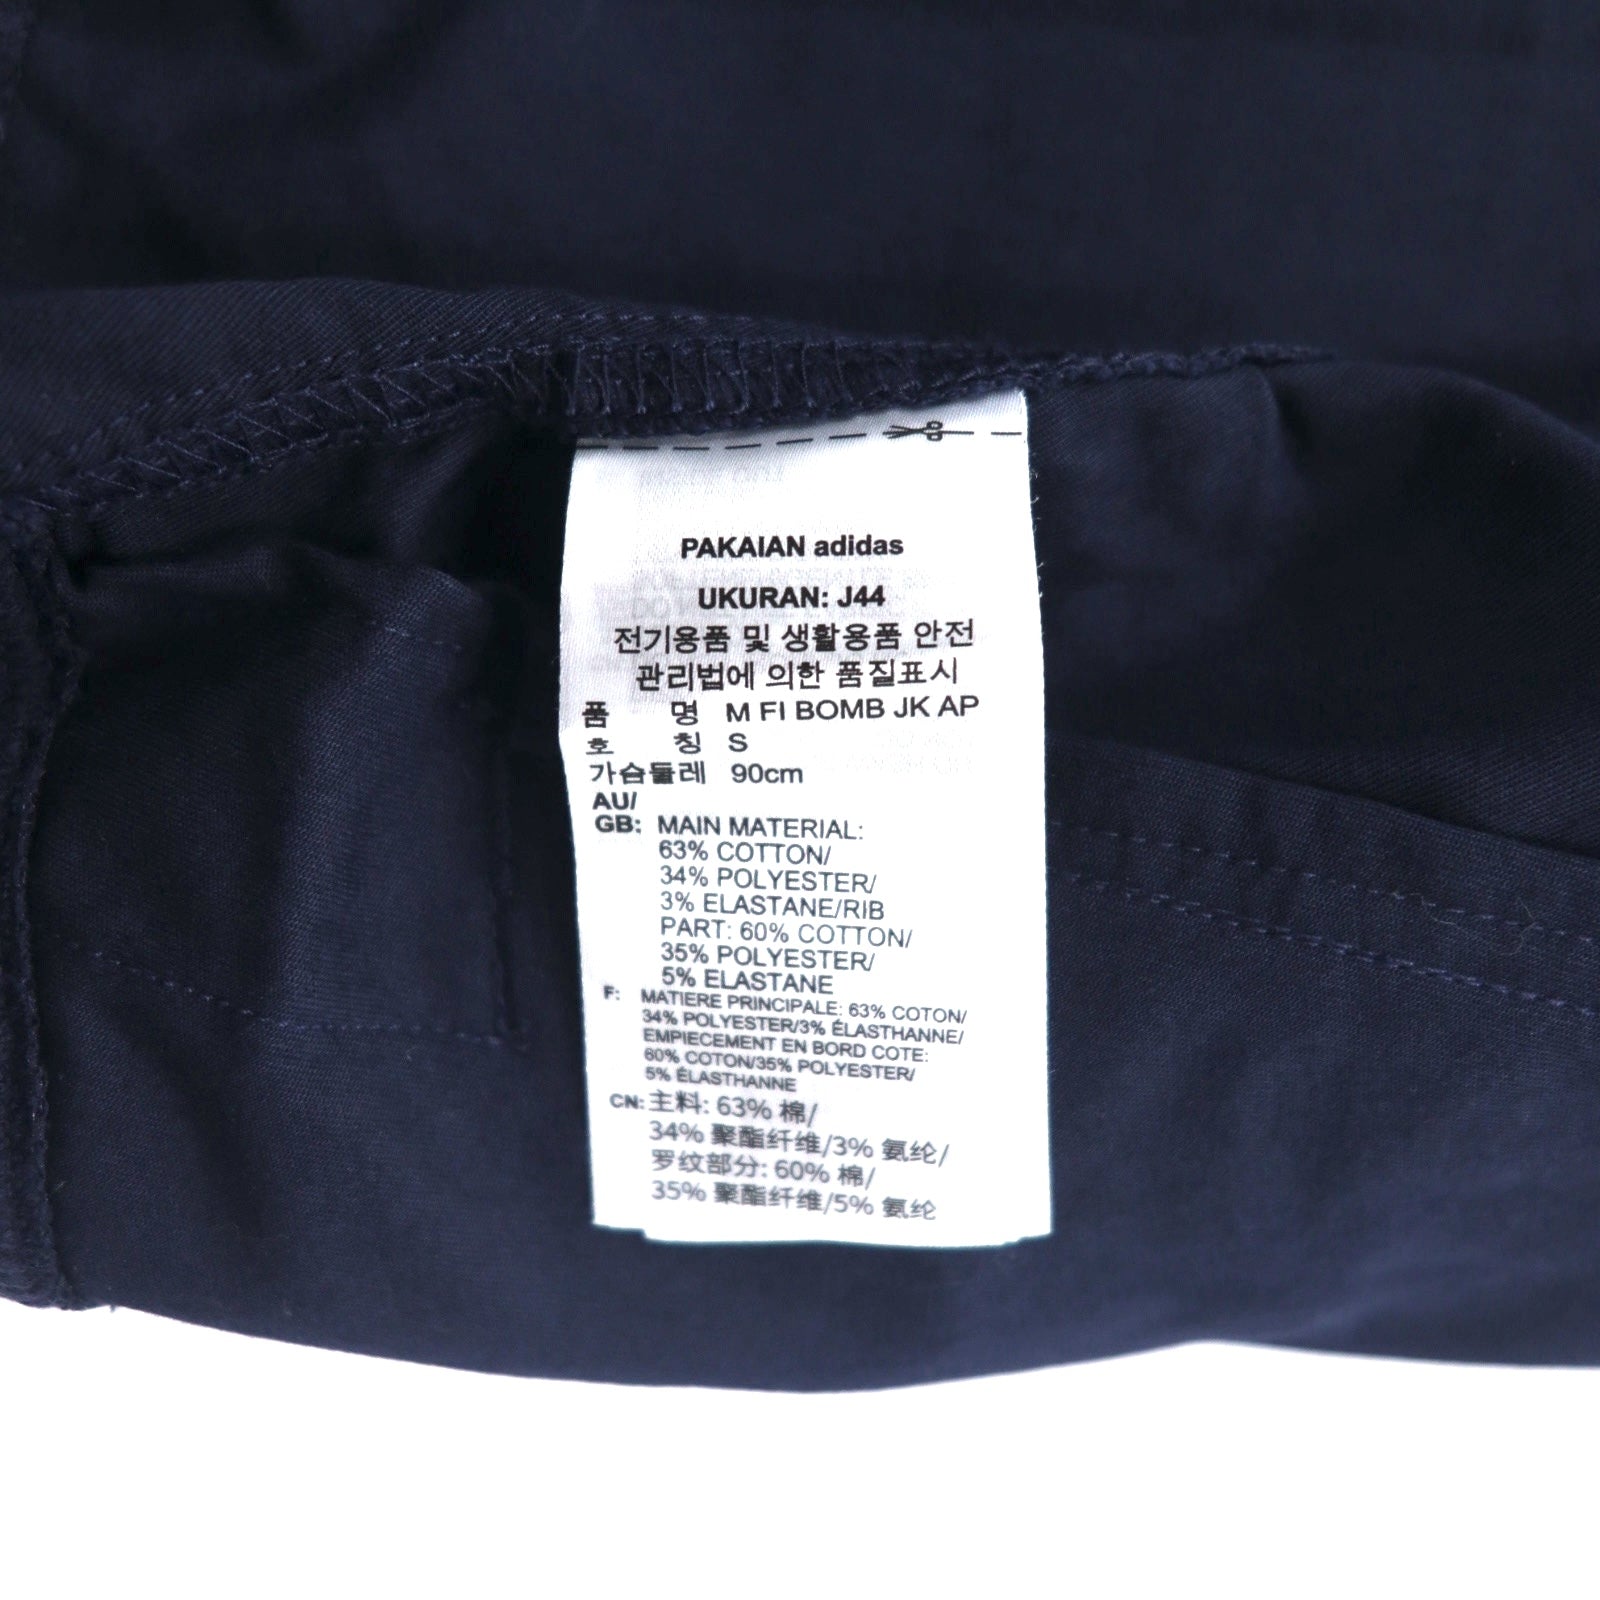 PAKAIAN adidas
UKURAN: J44
전기용품 및 생활용품 안전
관리법에 의한 품질표시
품 명 M FI BOMB JK AP
호 칭 S
가슴둘레 90cm
AU/
GB: MAIN MATERIAL:
63% COTTON/
34% POLYESTER/
3% ELASTANE/RIB
PART: 60% COTTON/
35% POLYESTER/
5% ELASTANE
F: MATIERE PRINCIPALE: 63% COTON/
34% POLYESTER/3% ÉLASTHANNE/
EMPIECEMENT EN BORD COTE:
60% COTON/35% POLYESTER/
5% ÉLASTHANNE
CN: 主料: 63% 棉/
34% 聚酯纤维/3% 氨纶/
罗纹部分: 60% 棉/
35% 聚酯纤维/5% 氨纶